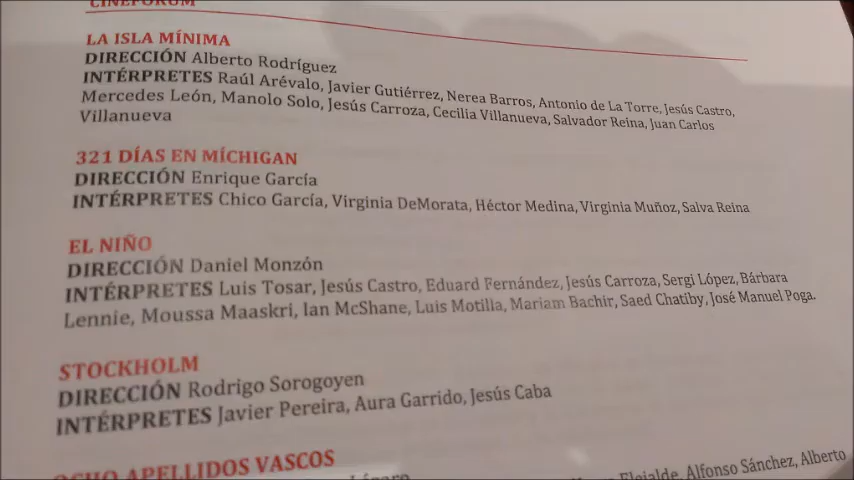 CINEFORUM
LA ISLA MÍNIMA
DIRECCIÓN Alberto Rodríguez
INTÉRPRETES Raúl Arévalo, Javier Gutiérrez, Nerea Barros, Antonio de La Torre, Jesús Castro,
Mercedes León, Manolo Solo, Jesús Carroza, Cecilia Villanueva, Salvador Reina, Juan Carlos
Villanueva
321 DÍAS EN MÍCHIGAN
DIRECCIÓN Enrique García
INTÉRPRETES Chico García, Virginia DeMorata, Héctor Medina, Virginia Muñoz, Salva Reina
EL NIÑO
DIRECCIÓN Daniel Monzón
INTÉRPRETES Luis Tosar, Jesús Castro, Eduard Fernández, Jesús Carroza, Sergi López, Bárbara
Lennie, Moussa Maaskri, Ian McShane, Luis Motilla, Mariam Bachir, Saed Chatiby, José Manuel Poga.
STOCKHOLM
DIRECCIÓN Rodrigo Sorogoyen
INTÉRPRETES Javier Pereira, Aura Garrido, Jesús Caba
OCHO APELLIDOS VASCOS
Elejalde, Alfonso Sánchez, Alberto